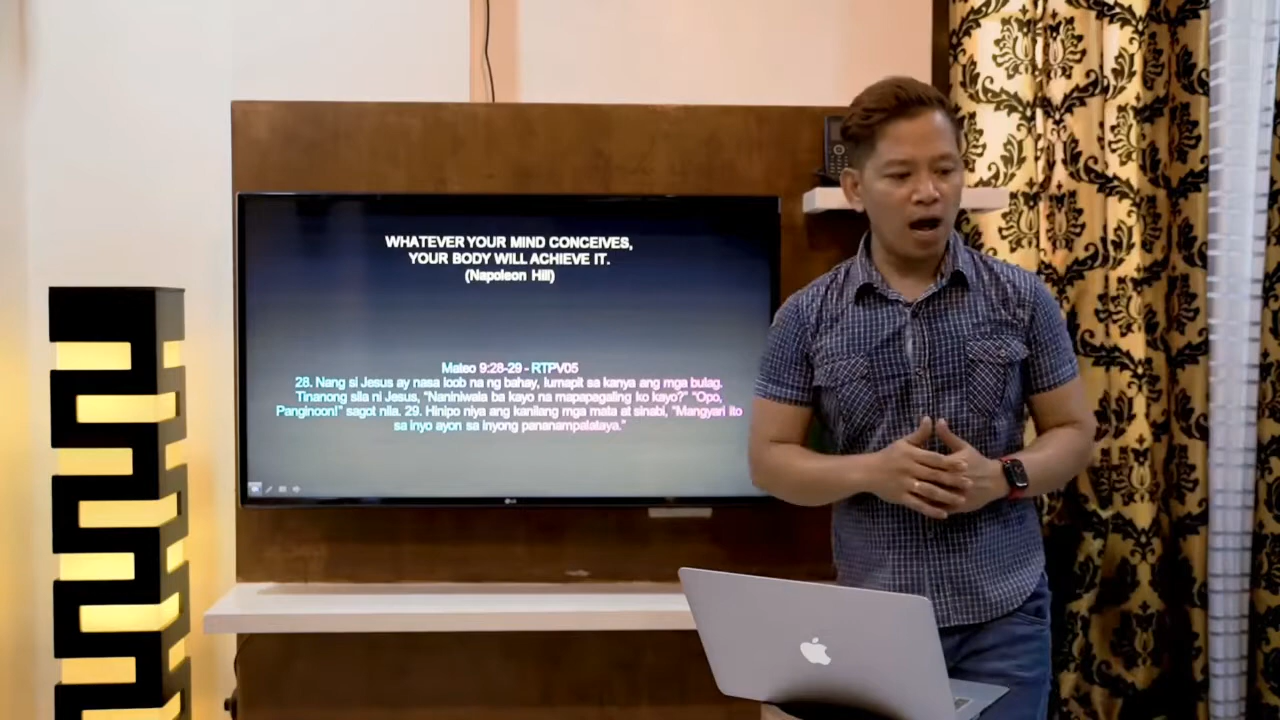 WHATEVER YOUR MIND CONCEIVES,
YOUR BODY WILL ACHIEVE IT.
(Napoleon Hill)
Mateo 9:28-29 - RTPV05
28. Nang si Jesus ay nasa loob na ng bahay, lumapit sa kanya ang mga bulag.
Tinanong sila ni Jesus, “Naniniwala ba kayo na mapapagaling ko kayo?” “Opo,
Panginoon!” sagot nila. 29. Hinipo niya ang kanilang mga mata at sinabi, “Mangyari ito
sa inyo ayon sa inyong pananampalataya.”
LG